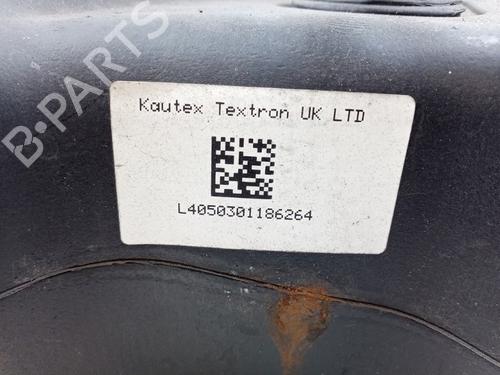 Kautex Textron UK LTD
L4050301186264
B-PARTS